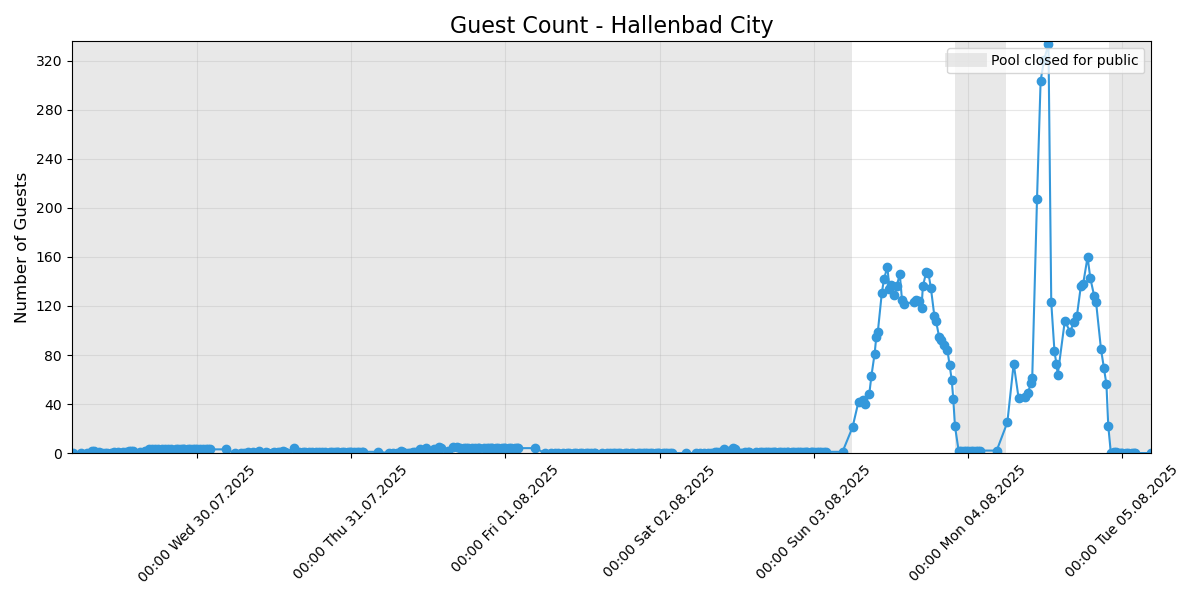 Guest Count - Hallenbad City
Pool closed for public
Number of Guests
320
280
240
200
160
120
80
40
0
00:00 Wed 30.07.2025
00:00 Thu 31.07.2025
00:00 Fri 01.08.2025
00:00 Sat 02.08.2025
00:00 Sun 03.08.2025
00:00 Mon 04.08.2025
00:00 Tue 05.08.2025